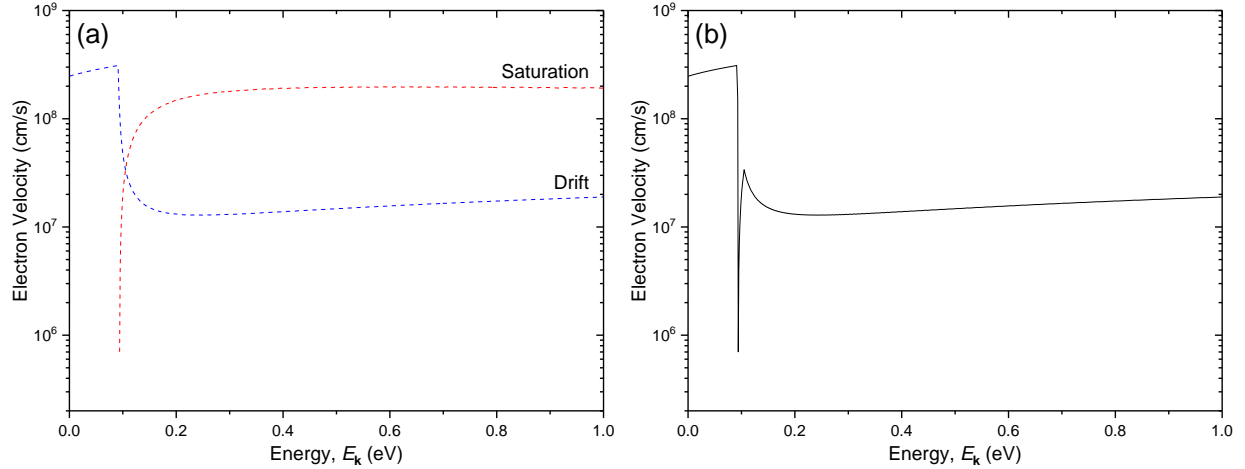 (a)
10⁹
10⁸
10⁷
10⁶
Electron Velocity (cm/s)
Saturation
Drift
0.0 0.2 0.4 0.6 0.8 1.0
Energy, Eₖ (eV)
(b)
10⁹
10⁸
10⁷
10⁶
Electron Velocity (cm/s)
0.0 0.2 0.4 0.6 0.8 1.0
Energy, Eₖ (eV)